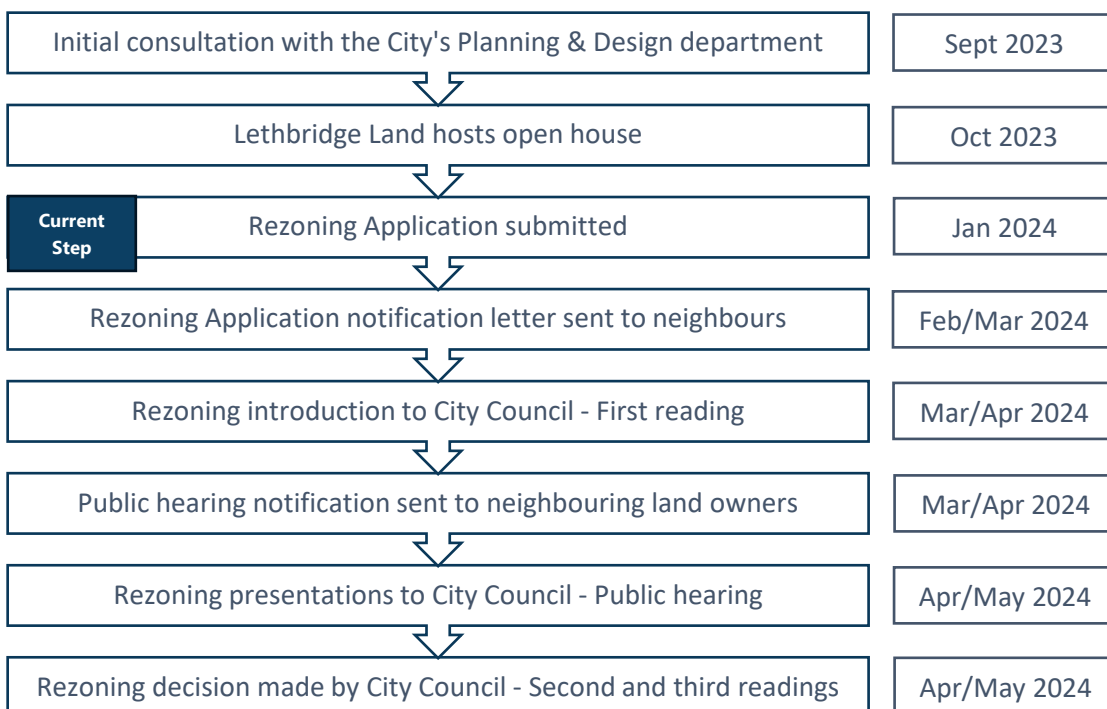 Initial consultation with the City's Planning & Design department
Sept 2023
Lethbridge Land hosts open house
Oct 2023
Current
Step
Rezoning Application submitted
Jan 2024
Rezoning Application notification letter sent to neighbours
Feb/Mar 2024
Rezoning introduction to City Council - First reading
Mar/Apr 2024
Public hearing notification sent to neighbouring land owners
Mar/Apr 2024
Rezoning presentations to City Council - Public hearing
Apr/May 2024
Rezoning decision made by City Council - Second and third readings
Apr/May 2024